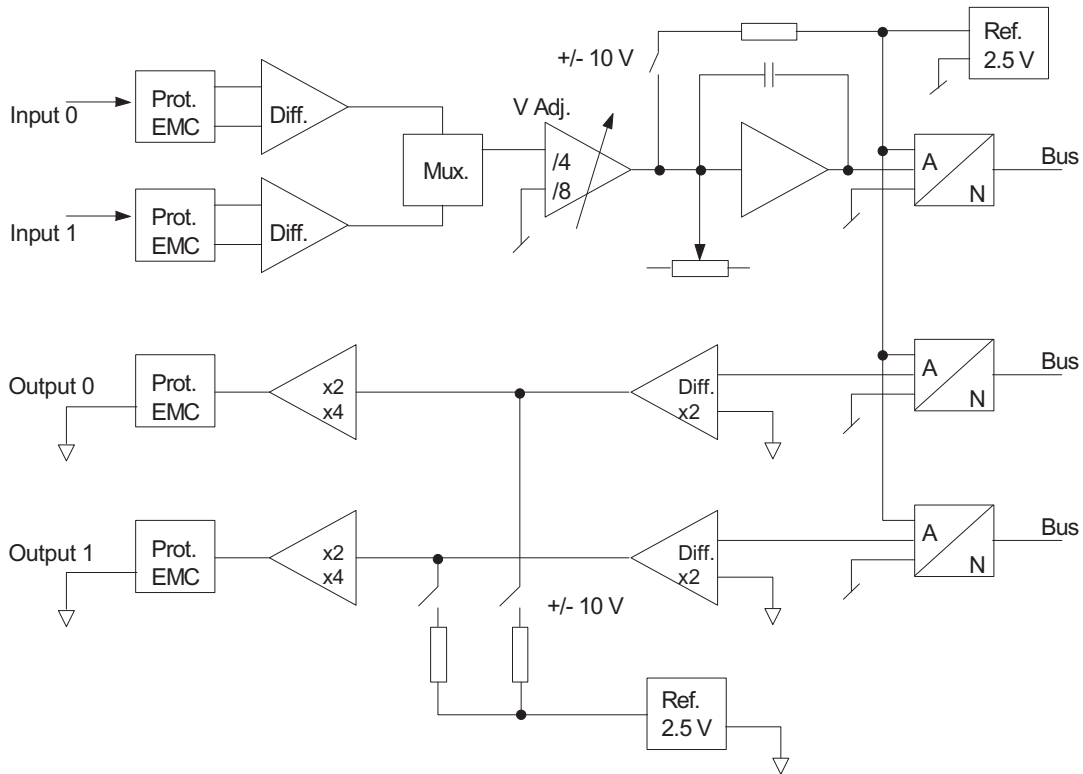 Ref.
2.5 V
+/- 10 V
Input 0
Prot.
EMC
Diff.
V Adj.
Mux.
/4
/8
A
N
Bus
Input 1
Prot.
EMC
Diff.
Output 0
Prot.
EMC
x2
x4
Diff.
x2
A
N
Bus
Output 1
Prot.
EMC
x2
x4
Diff.
x2
A
N
Bus
+/- 10 V
Ref.
2.5 V